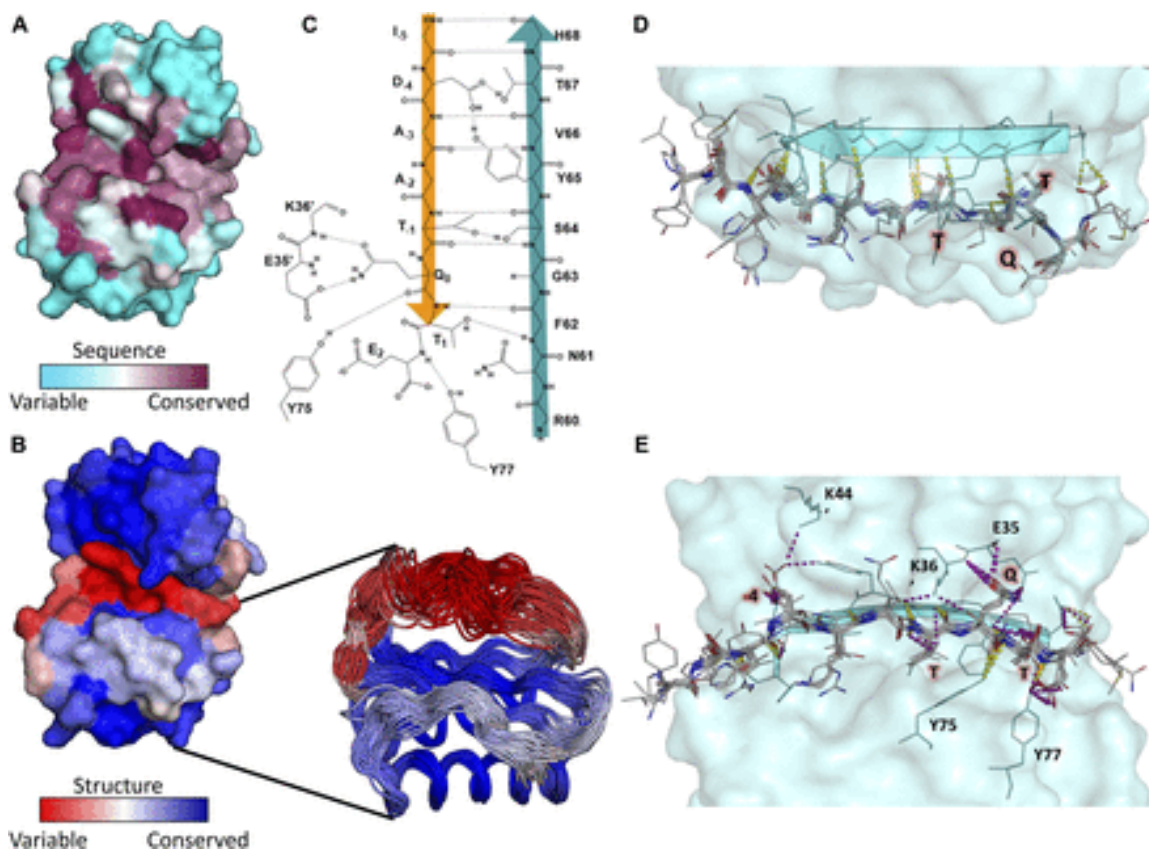 A
Sequence
Variable Conserved
B
Structure
Variable Conserved
C
I-5
D-4
A-3
A-2
T-1
Q0
T1
E2
K36'
E35'
Y75
Y77
H68
T67
V66
Y65
S64
G63
F62
N61
R60
D
T
T
Q
E
K44
E35
K36
Q
-4
T
T
Y75
Y77